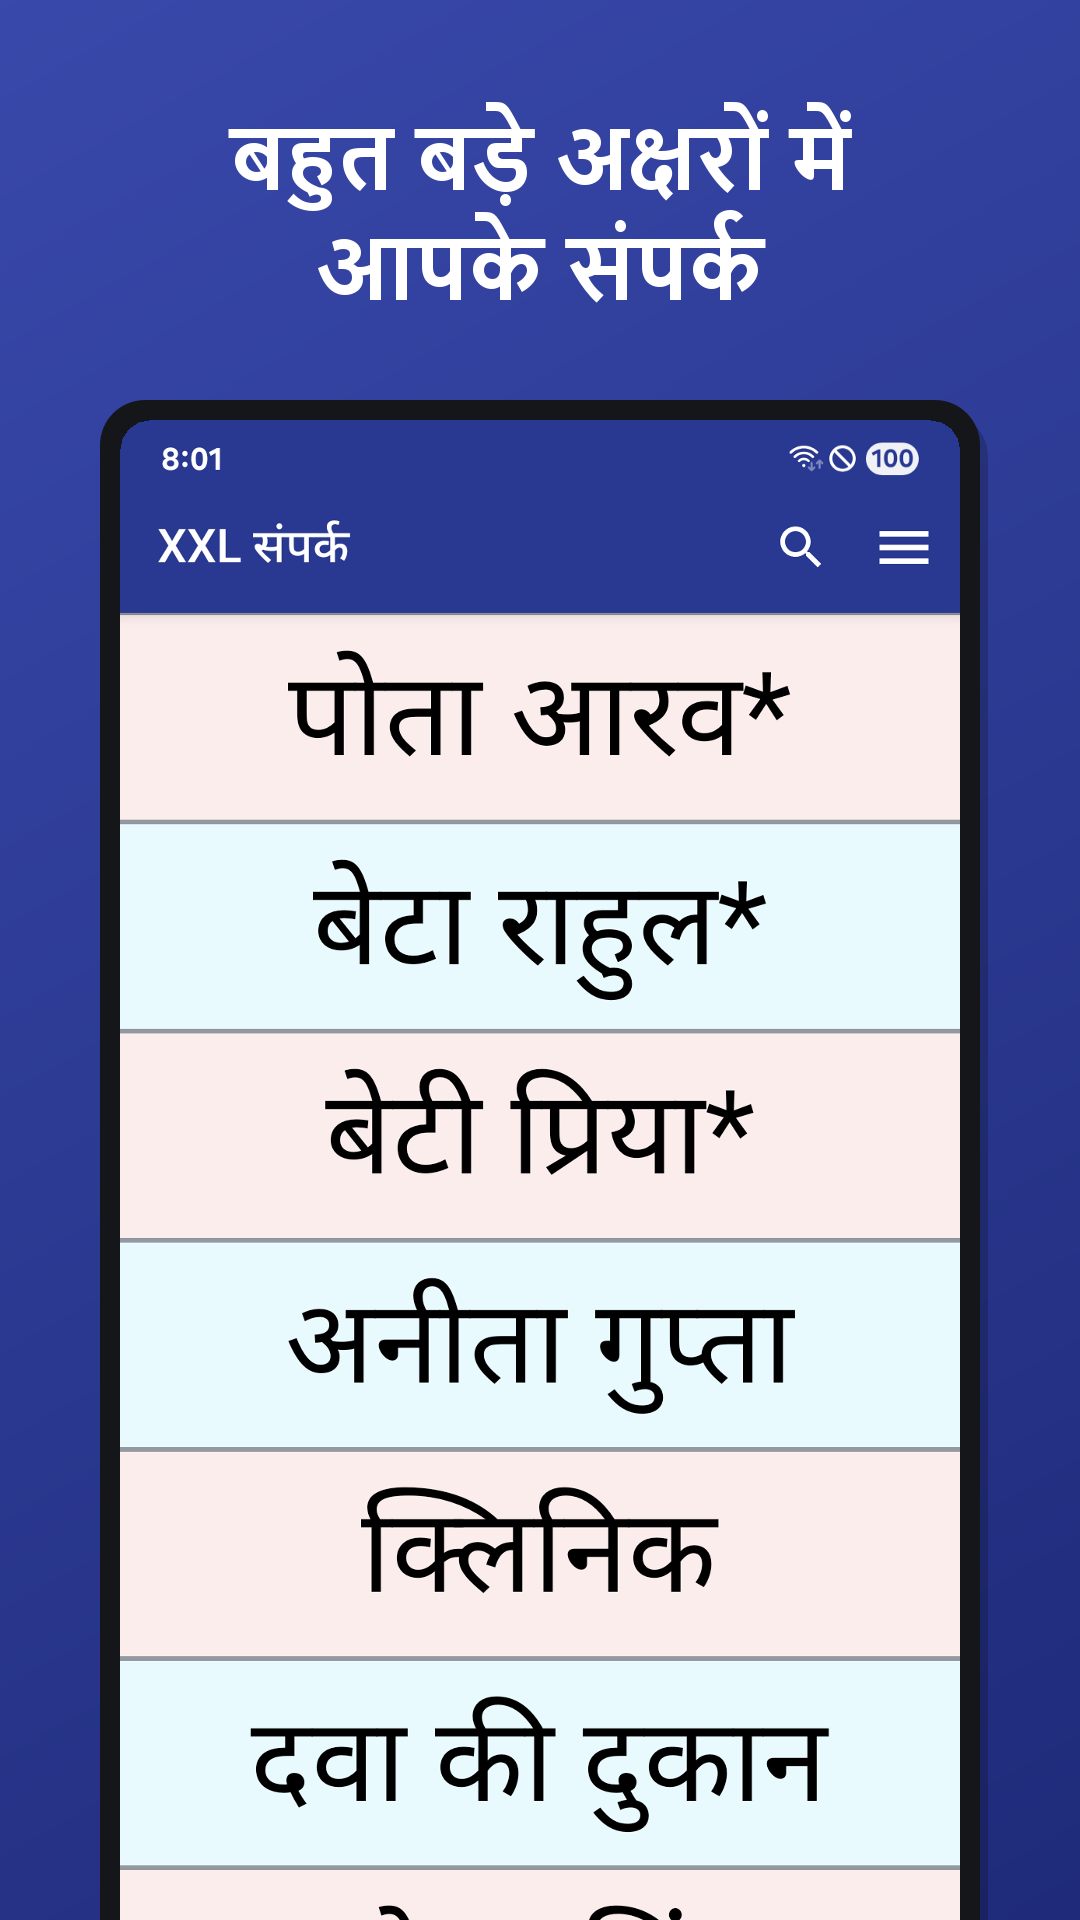 बहुत बड़े अक्षरों में
आपके संपर्क
8:01
100
XXL संपर्क
पोता आरव*
बेटा राहुल*
बेटी प्रिया*
अनीता गुप्ता
क्लिनिक
दवा की दुकान